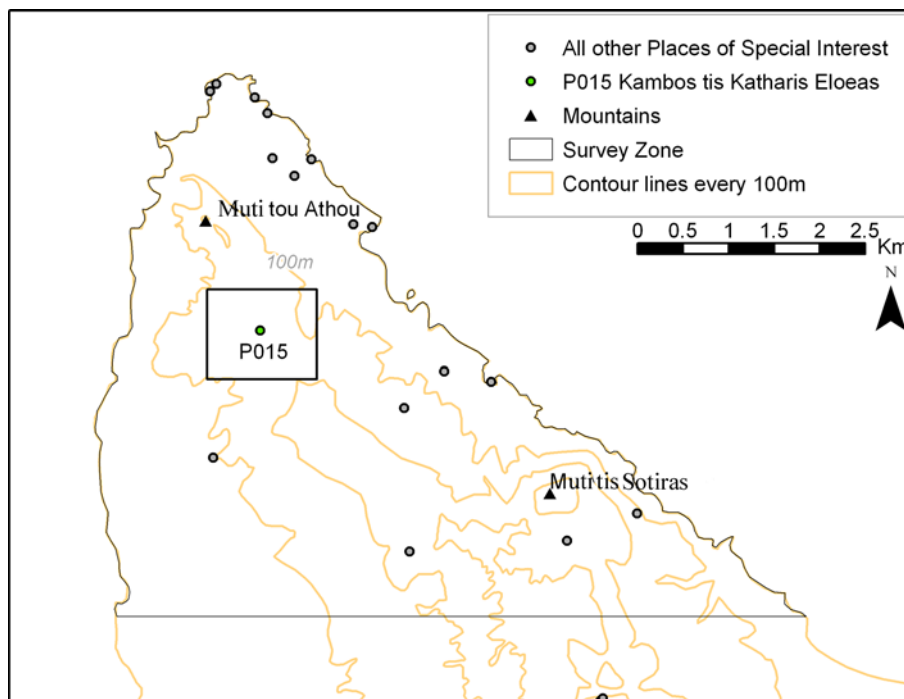 All other Places of Special Interest
P015 Kambos tis Katharis Eloeas
Mountains
Survey Zone
Contour lines every 100m
0 0.5 1 1.5 2 2.5
Km
N
Muti tou Athou
100m
P015
Muti tis Sotiras